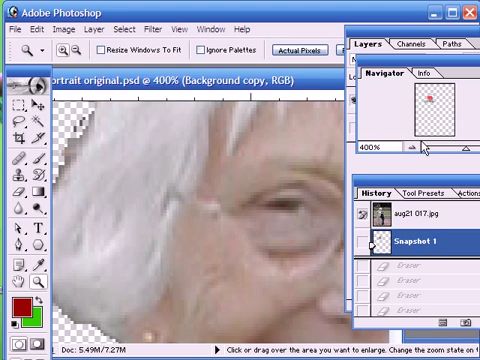 Adobe Photoshop
File Edit Image Layer Select Filter View Window Help
Resize Windows To Fit Ignore Palettes Actual Pixels
ortrait original.psd @ 400% (Background copy, RGB)
Layers Channels Paths
Navigator Info
400%
History Tool Presets Actions
aug21 017.jpg
Snapshot 1
Eraser
Eraser
Eraser
Eraser
T
Doc: 5.49M/7.27M Click or drag over the area you want to enlarge. Change the zoom state on